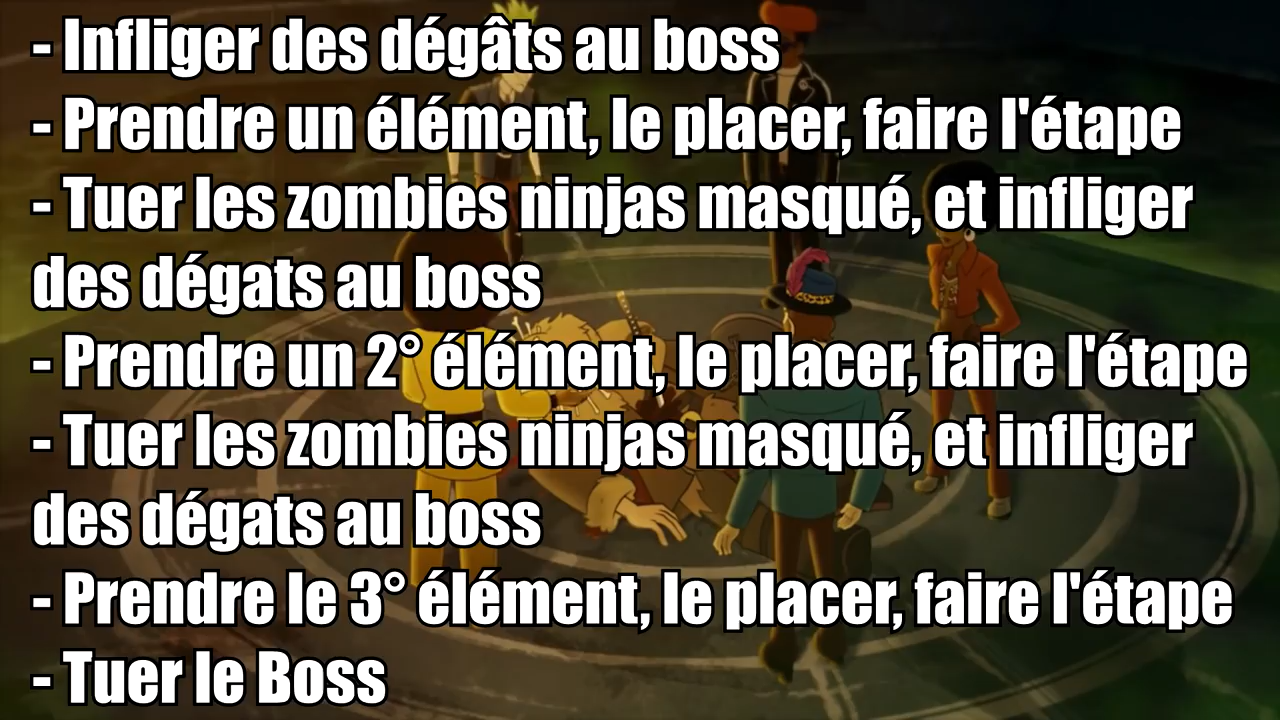 - Infliger des dégâts au boss
- Prendre un élément, le placer, faire l'étape
- Tuer les zombies ninjas masqué, et infliger
des dégats au boss
- Prendre un 2° élément, le placer, faire l'étape
- Tuer les zombies ninjas masqué, et infliger
des dégats au boss
- Prendre le 3° élément, le placer, faire l'étape
- Tuer le Boss